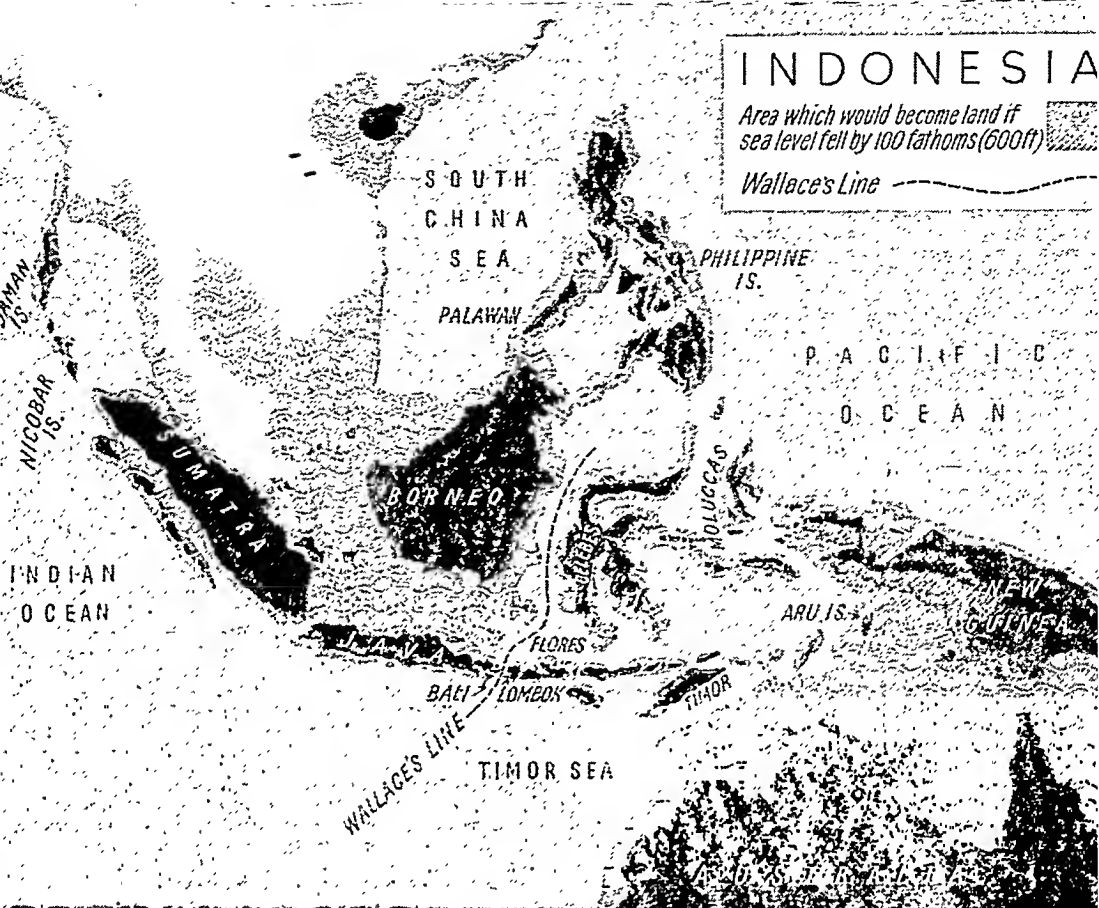 INDONESIA
Area which would become land if
sea level fell by 100 fathoms (600ft)
Wallace's Line
SOUTH
CHINA
SEA
PHILIPPINE
IS.
PALAWAN
PACIFIC
OCEAN
IS.
NICOBAR
IS.
SUMATRA
BORNEO
MOLUCCAS
INDIAN
OCEAN
NEW
GUINEA
ARU IS.
JAVA
FLORES
BALI
LOMBOK
TIMOR
WALLACE'S LINE
TIMOR SEA
AUSTRALIA